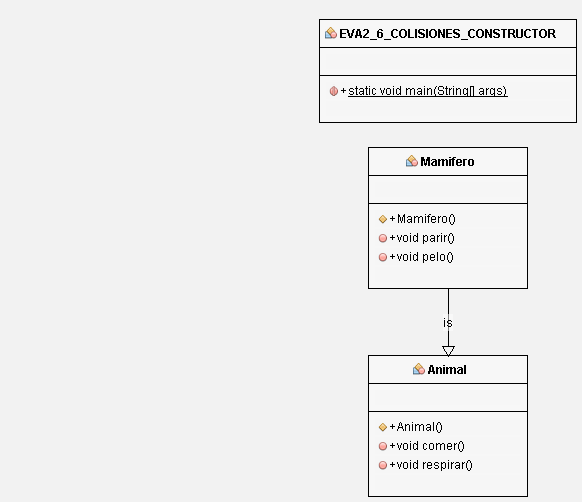 EVA2_6_COLISIONES_CONSTRUCTOR
+static void main(String[] args)
Mamifero
+Mamifero()
+void parir()
+void pelo()
is
Animal
+Animal()
+void comer()
+void respirar()